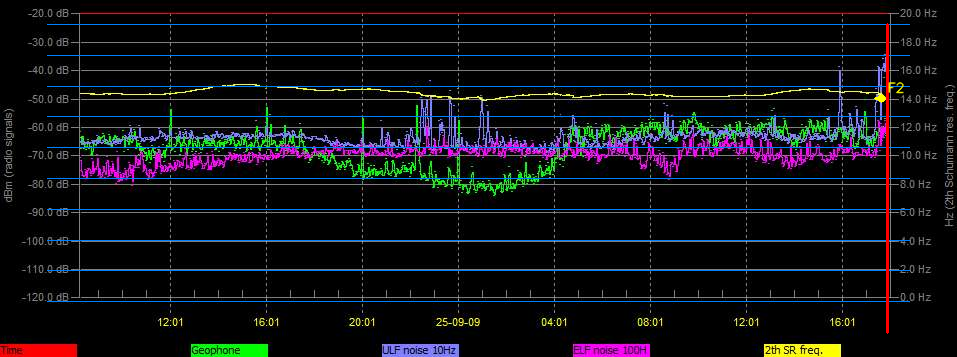 -20.0 dB
20.0 Hz
-30.0 dB
18.0 Hz
-40.0 dB
16.0 Hz
F2
-50.0 dB
14.0 Hz
-60.0 dB
12.0 Hz
-70.0 dB
10.0 Hz
-80.0 dB
8.0 Hz
-90.0 dB
6.0 Hz
-100.0 dB
4.0 Hz
-110.0 dB
2.0 Hz
-120.0 dB
0.0 Hz
dBm (radio signals)
Hz (2th Schumann res. freq.)
12:01 16:01 20:01 25-09-09 04:01 08:01 12:01 16:01
Time Geophone ULF noise 10Hz ELF noise 100H 2th SR freq.